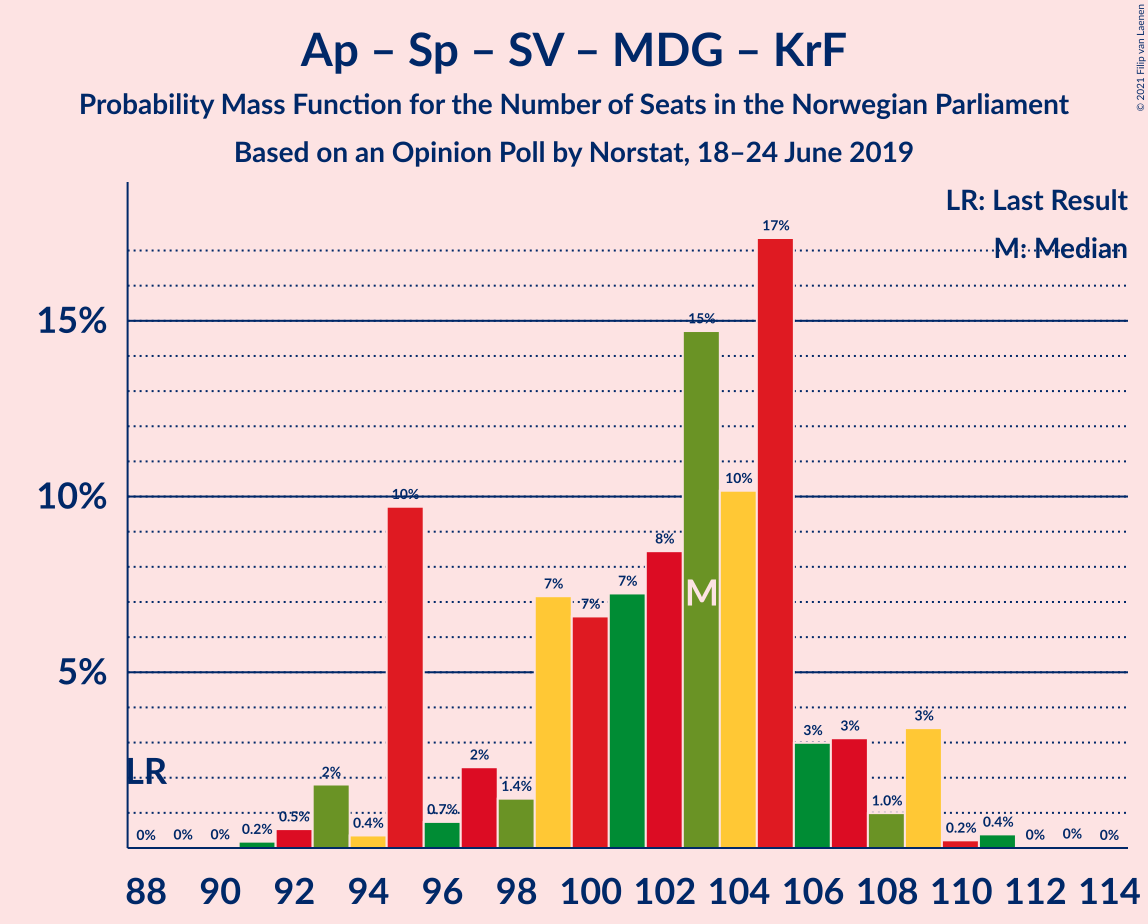 Ap – Sp – SV – MDG – KrF
Probability Mass Function for the Number of Seats in the Norwegian Parliament
Based on an Opinion Poll by Norstat, 18–24 June 2019
© 2021 Filip van Laenen
LR: Last Result
M: Median
17%
15%
15%
10%
10%
10%
8%
7%
7%
7%
M
5%
3%
3%
3%
2%
2%
1.4%
1.0%
0.7%
0.5%
0.4%
0.4%
0.2%
0.2%
LR
0% 0% 0% 0% 0% 0%
88 90 92 94 96 98 100 102 104 106 108 110 112 114